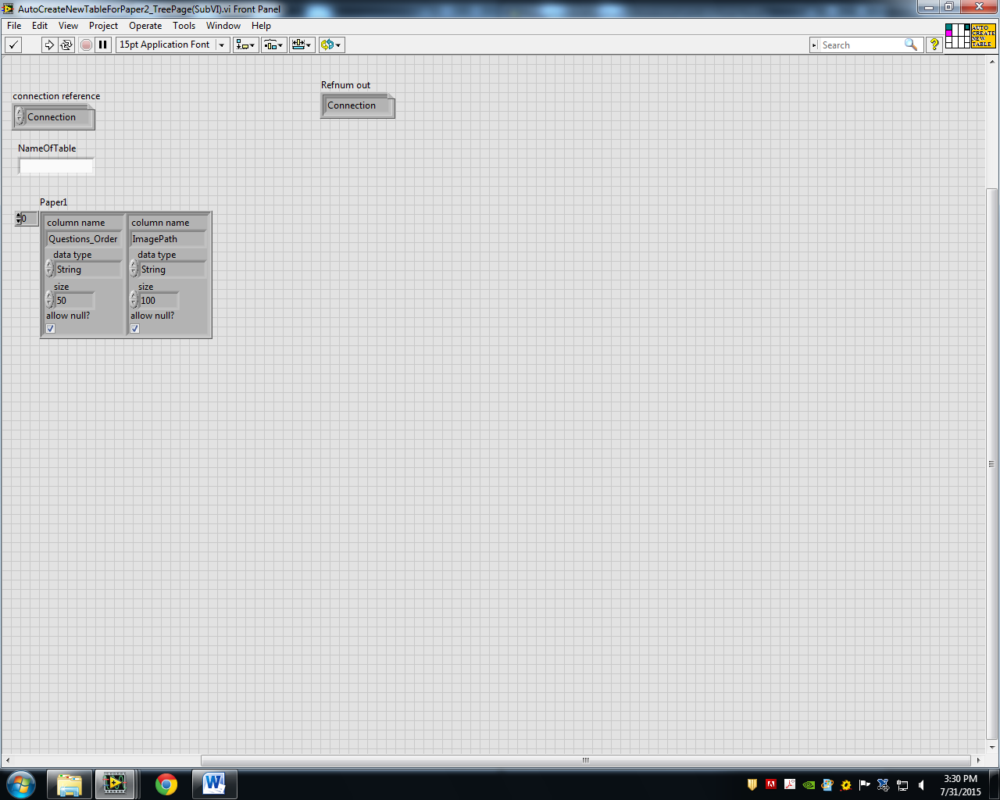 AutoCreateNewTableForPaper2_TreePage(SubVI).vi Front Panel
File Edit View Project Operate Tools Window Help
15pt Application Font
Search
AUTO CREATE NEW TABLE
Refnum out
Connection
connection reference
Connection
NameOfTable
Paper1
0
column name column name
Questions_Order ImagePath
data type data type
String String
size size
50 100
allow null? allow null?
3:30 PM
7/31/2015